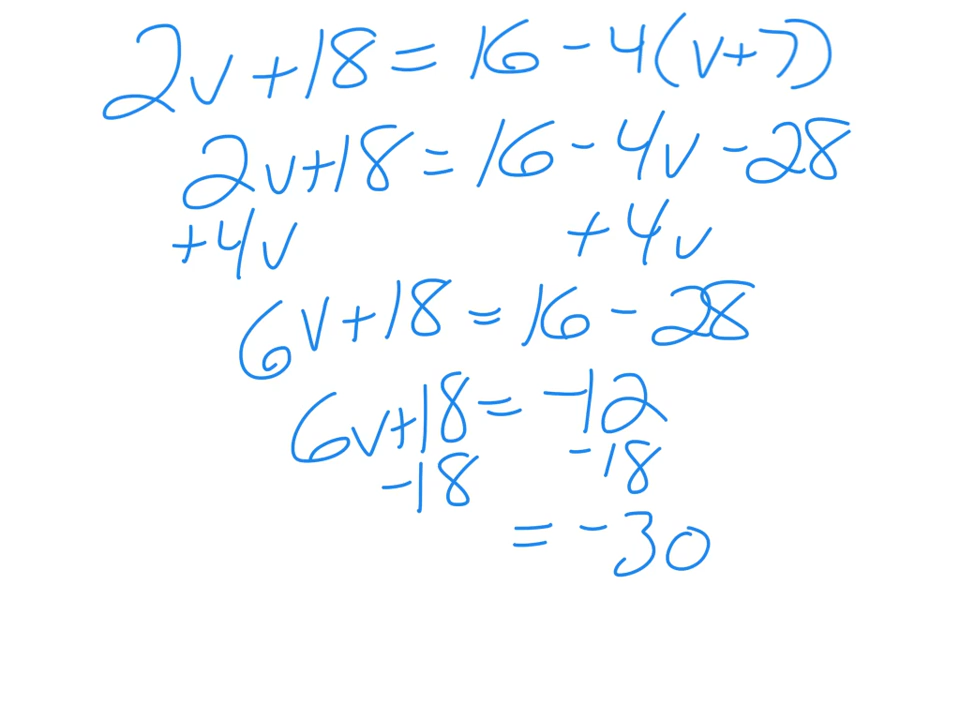 2v+18=16-4(v+7)
2v+18=16-4v-28
+4v +4v
6v+18=16-28
6v+18=-12
-18 -18
=-30